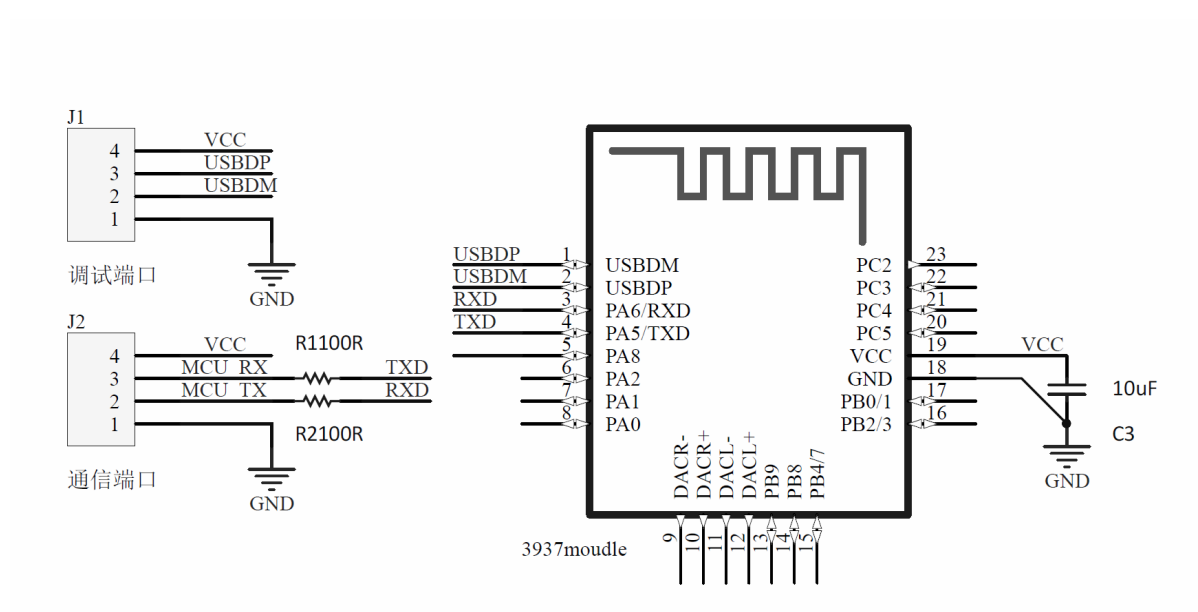 J1
4 VCC
3 USBDP
2 USBDM
1
GND
调试端口
J2
4 VCC
3 MCU_RX R1100R TXD
2 MCU_TX R2100R RXD
1
GND
通信端口
USBDP 1 USBDM
USBDM 2 USBDP
RXD 3 PA6/RXD
TXD 4 PA5/TXD
5 PA8
6 PA2
7 PA1
8 PA0
PC2 23
PC3 22
PC4 21
PC5 20
VCC 19 VCC
GND 18
PB0/1 17
PB2/3 16
10uF
C3
GND
DACR- 9
DACR+ 10
DACL- 11
DACL+ 12
PB9 13
PB8 14
PB4/7 15
3937moudle